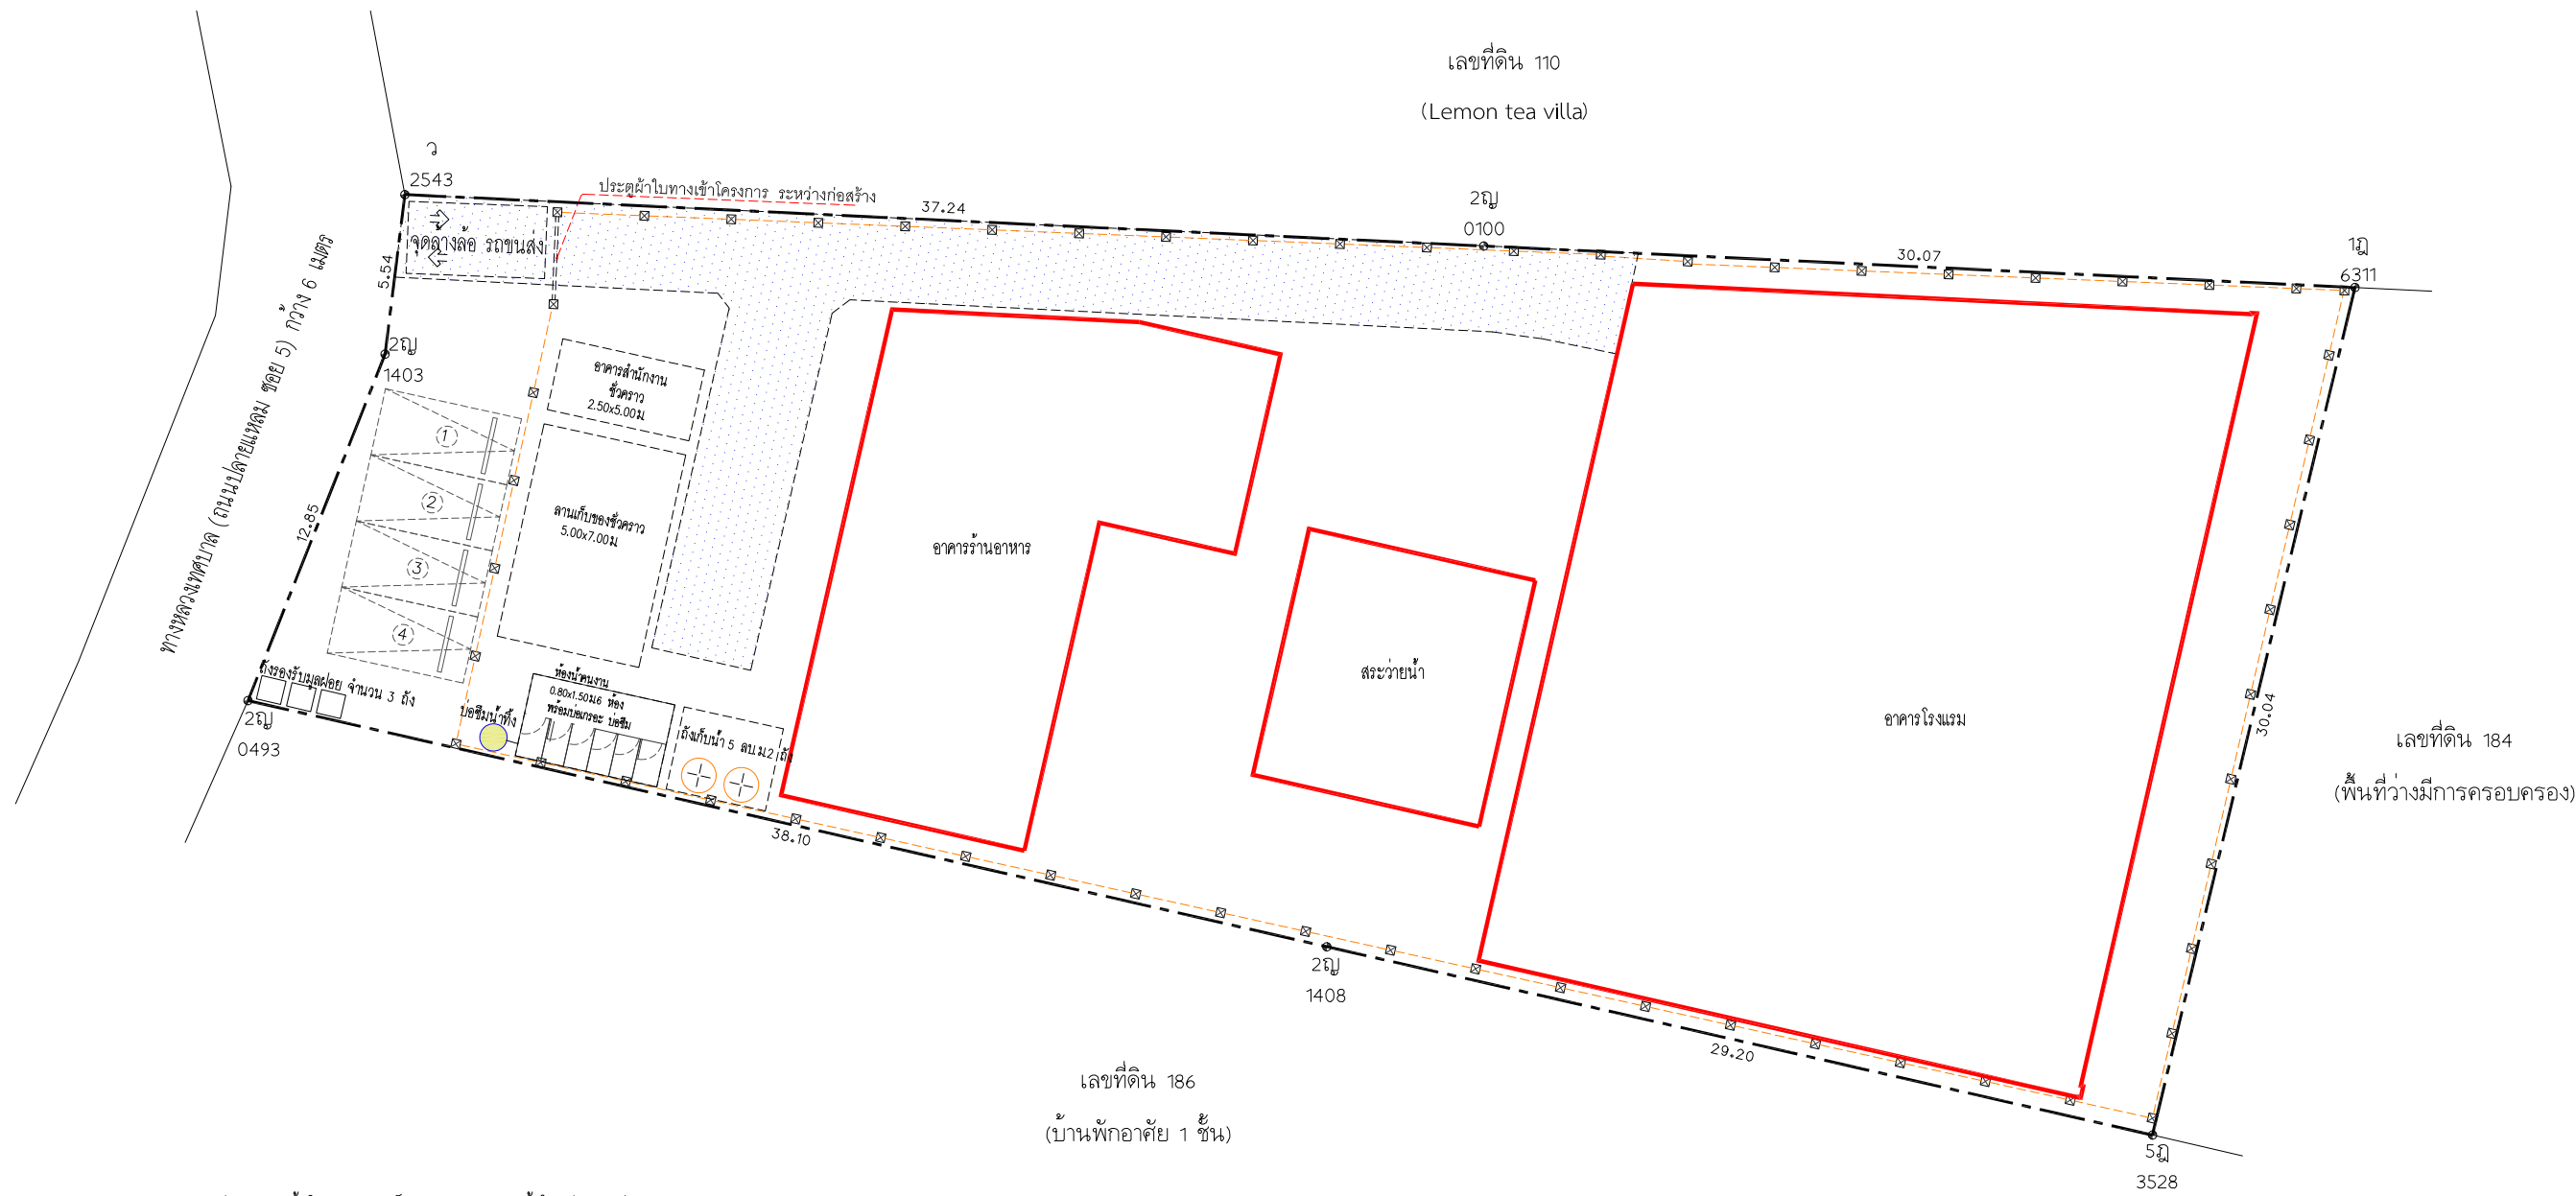 เลขที่ดิน 110
(Lemon tea villa)
ว
2543
ประตูผ้าใบทางเข้าโครงการ ระหว่างก่อสร้าง
37.24
2ญ
0100
30.07
1ฎ
6311
จุดล้างล้อ รถขนส่ง
5.54
ทางหลวงเทศบาล (ถนนปลายแหลม ซอย 5) กว้าง 6 เมตร
2ญ
1403
อาคารสำนักงาน
ชั่วคราว
2.50x5.00ม.
1
2
3
4
12.85
ลานเก็บของชั่วคราว
5.00x7.00ม.
อาคารร้านอาหาร
สระว่ายน้ำ
อาคารโรงแรม
30.04
เลขที่ดิน 184
(พื้นที่ว่างมีการครอบครอง)
ถังรองรับมูลฝอย จำนวน 3 ถัง
2ญ
0493
ห้องน้ำคนงาน
0.80x1.50ม.6 ห้อง
พร้อมบ่อเกรอะ บ่อซึม
บ่อซึมน้ำทิ้ง
ถังเก็บน้ำ 5 ลบ.ม.2 ถัง
38.10
2ญ
1408
29.20
เลขที่ดิน 186
(บ้านพักอาศัย 1 ชั้น)
5ฎ
3528